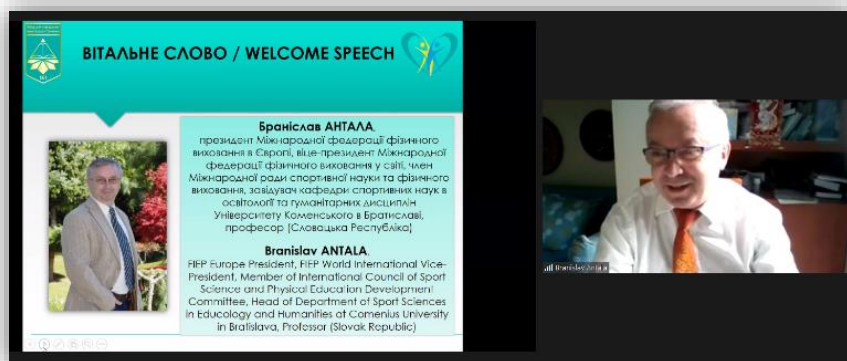 ВІТАЛЬНЕ СЛОВО / WELCOME SPEECH
Браніслав АНТАЛА,
президент Міжнародної федерації фізичного
виховання в Європі, віце-президент Міжнародної
федерації фізичного виховання у світі, член
Міжнародної ради спортивної науки та фізичного
виховання, завідувач кафедри спортивних наук в
освітології та гуманітарних дисциплін
Університету Коменського в Братиславі,
професор (Словацька Республіка)
Branislav ANTALA,
FIEP Europe President, FIEP World International Vice-
President, Member of International Council of Sport
Science and Physical Education Development
Committee, Head of Department of Sport Sciences
in Educology and Humanities of Comenius University
in Bratislava, Professor (Slovak Republic)
Branislav Antala